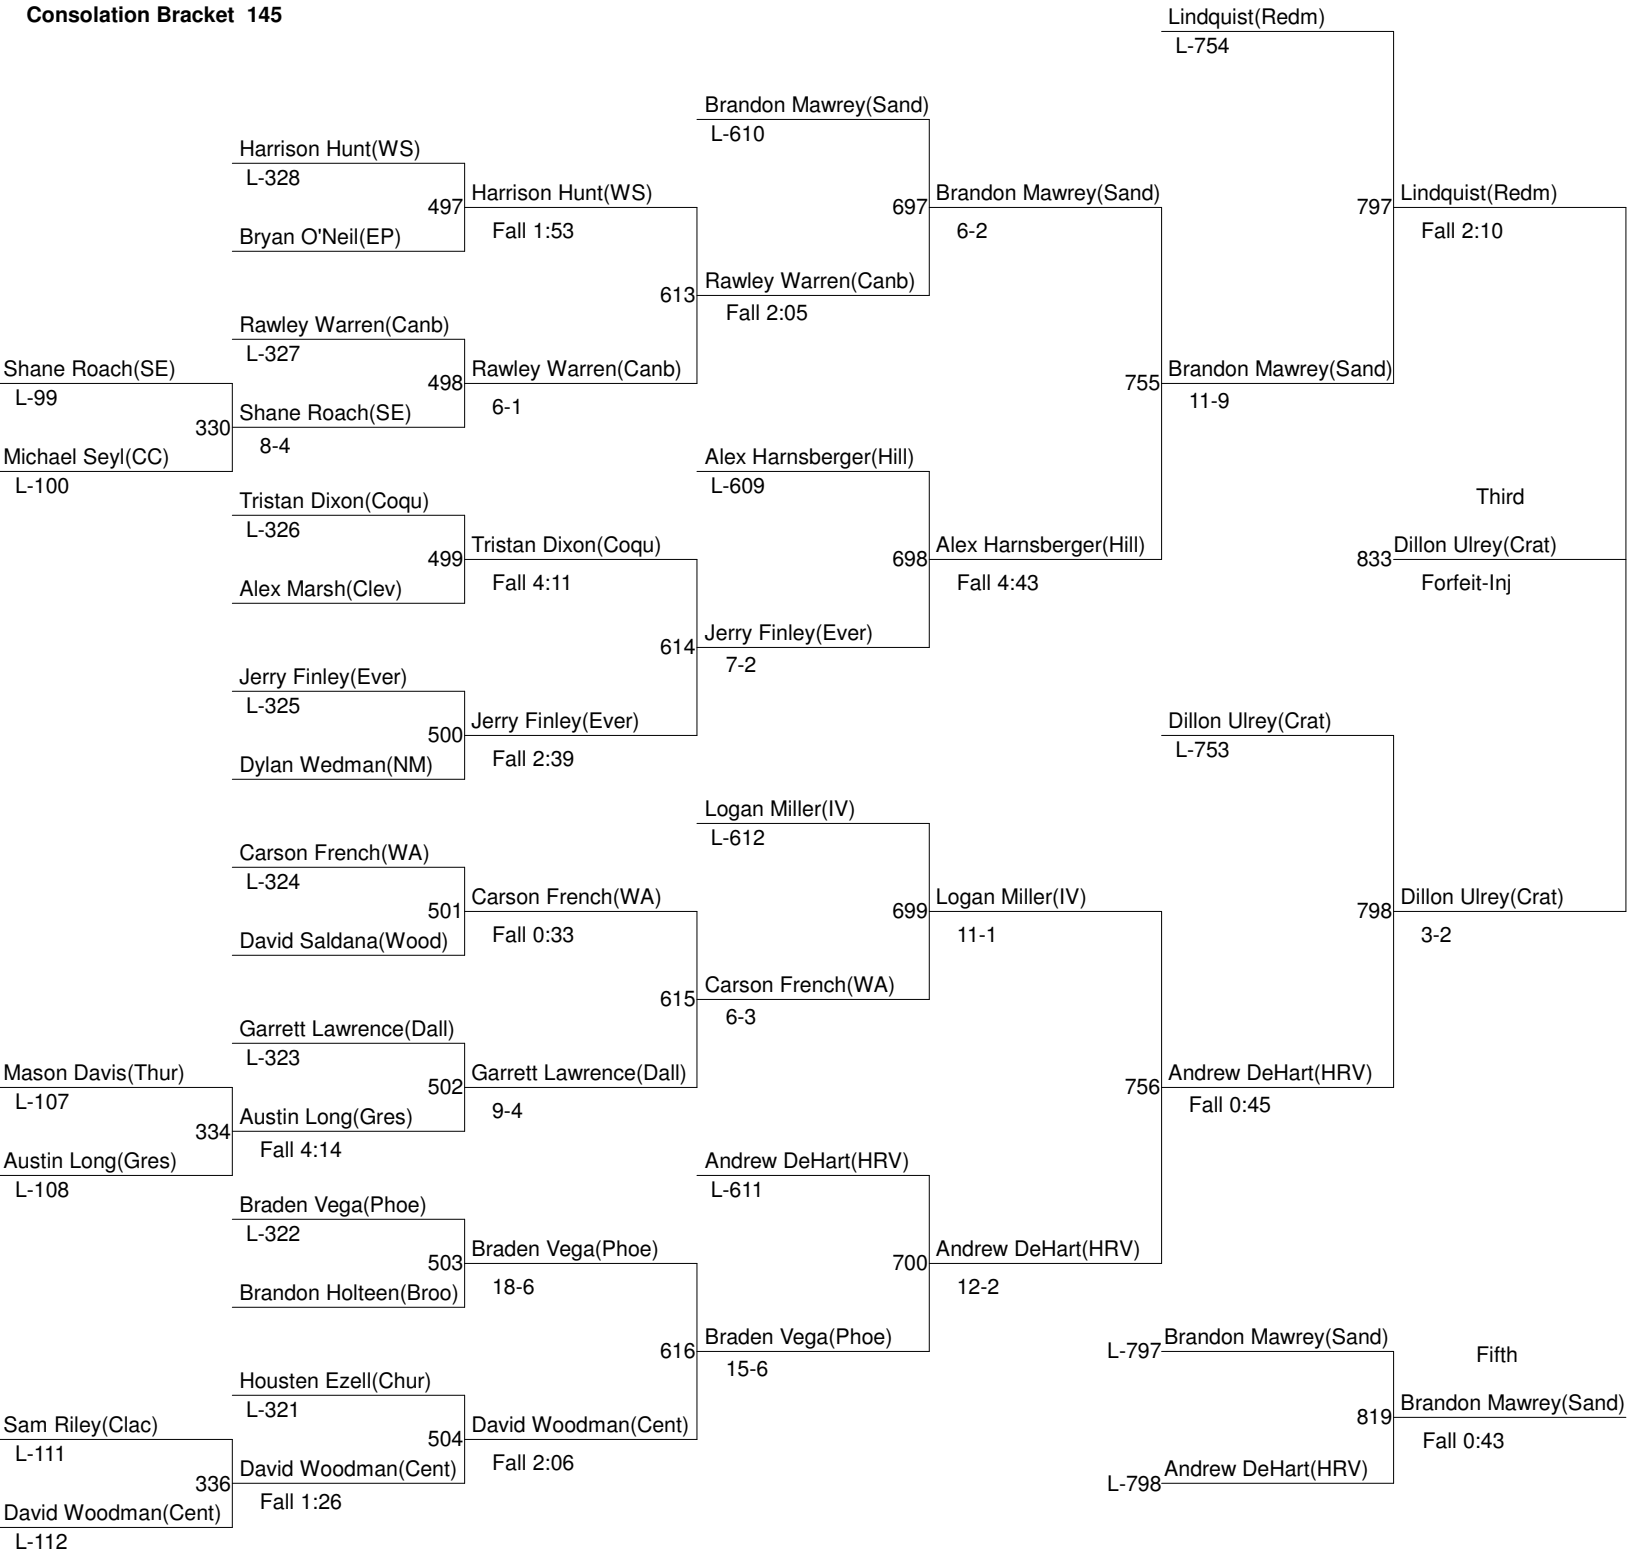 Consolation Bracket 145
Shane Roach(SE)
L-99
330
Michael Seyl(CC)
L-100
Mason Davis(Thur)
L-107
334
Austin Long(Gres)
L-108
Sam Riley(Clac)
L-111
336
David Woodman(Cent)
L-112
Harrison Hunt(WS)
L-328
497
Bryan O'Neil(EP)
Rawley Warren(Canb)
L-327
498
Shane Roach(SE)
8-4
Tristan Dixon(Coqu)
L-326
499
Alex Marsh(Clev)
Jerry Finley(Ever)
L-325
500
Dylan Wedman(NM)
Carson French(WA)
L-324
501
David Saldana(Wood)
Garrett Lawrence(Dall)
L-323
502
Austin Long(Gres)
Fall 4:14
Braden Vega(Phoe)
L-322
503
Brandon Holteen(Broo)
Housten Ezell(Chur)
L-321
504
David Woodman(Cent)
Fall 1:26
Harrison Hunt(WS)
Fall 1:53
613
Rawley Warren(Canb)
6-1
Tristan Dixon(Coqu)
Fall 4:11
614
Jerry Finley(Ever)
Fall 2:39
Carson French(WA)
Fall 0:33
615
Garrett Lawrence(Dall)
9-4
Braden Vega(Phoe)
18-6
616
David Woodman(Cent)
Fall 2:06
Brandon Mawrey(Sand)
L-610
697
Rawley Warren(Canb)
Fall 2:05
Alex Harnsberger(Hill)
L-609
698
Jerry Finley(Ever)
7-2
Logan Miller(IV)
L-612
699
Carson French(WA)
6-3
Andrew DeHart(HRV)
L-611
700
Braden Vega(Phoe)
15-6
Brandon Mawrey(Sand)
6-2
755
Alex Harnsberger(Hill)
Fall 4:43
Logan Miller(IV)
11-1
756
Andrew DeHart(HRV)
12-2
Lindquist(Redm)
L-754
797
Brandon Mawrey(Sand)
11-9
Dillon Ulrey(Crat)
L-753
798
Andrew DeHart(HRV)
Fall 0:45
Lindquist(Redm)
Fall 2:10
Third
833
Dillon Ulrey(Crat)
Forfeit-Inj
Dillon Ulrey(Crat)
3-2
L-797
Brandon Mawrey(Sand)
Fifth
819
Brandon Mawrey(Sand)
Fall 0:43
L-798
Andrew DeHart(HRV)